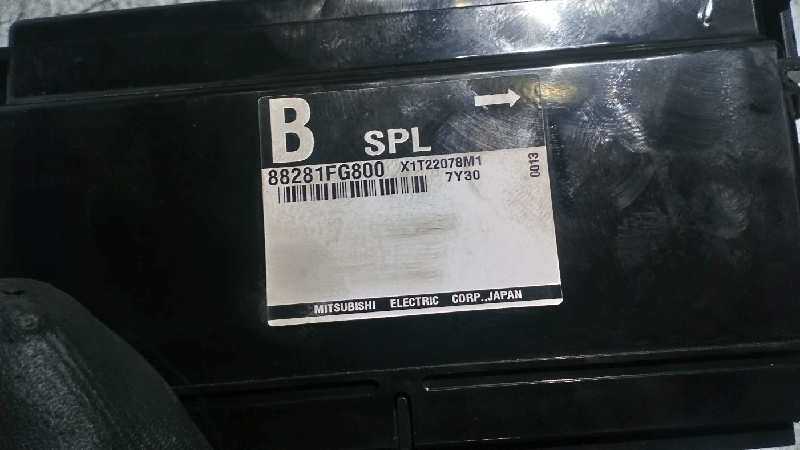 B
SPL
88281FG800 X1T22078M1
7Y30
0013
MITSUBISHI ELECTRIC CORP.,JAPAN